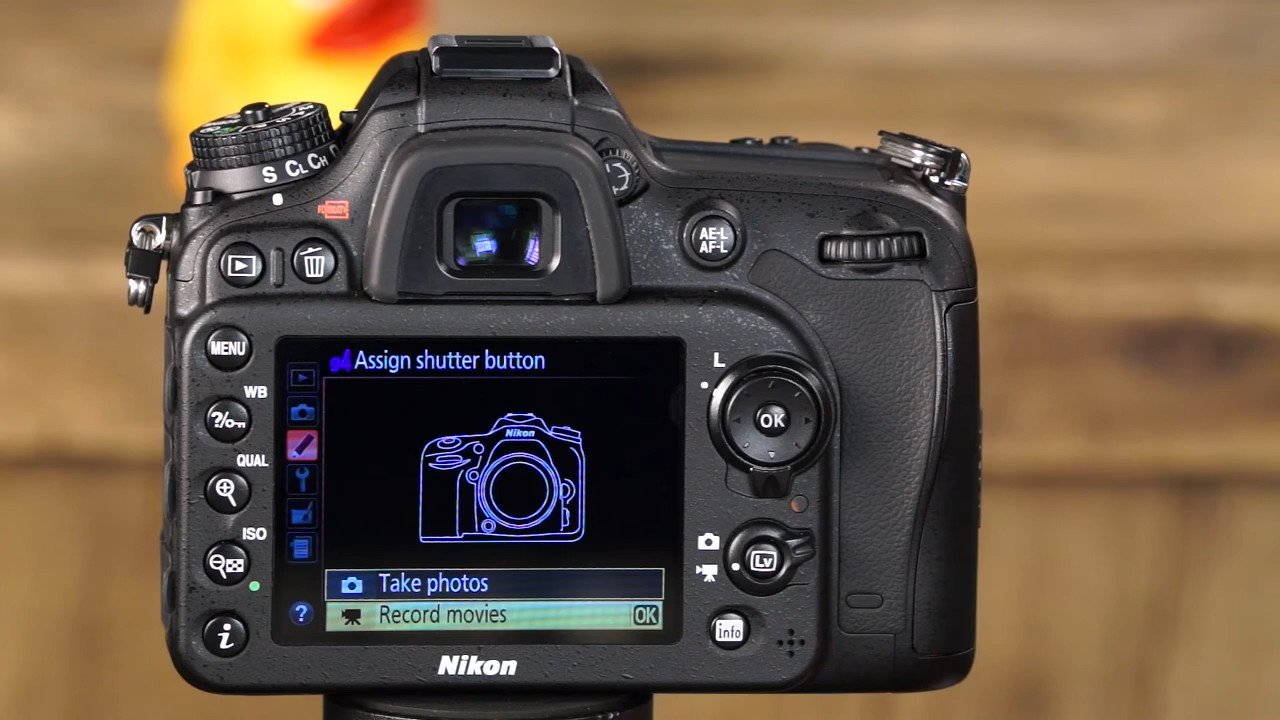 S CL CH
FORMAT
AE-L
AF-L
MENU
g4 Assign shutter button
L
WB
?
Nikon
OK
QUAL
ISO
Lv
Take photos
?
Record movies OK
i
info
Nikon